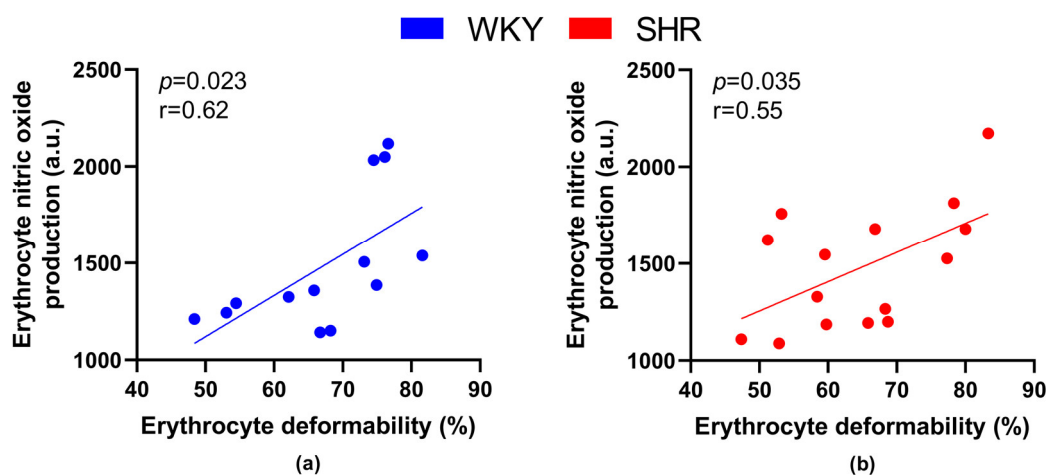 WKY SHR
p=0.023
r=0.62
Erythrocyte nitric oxide
production (a.u.)
2500
2000
1500
1000
40 50 60 70 80 90
Erythrocyte deformability (%)
(a)
p=0.035
r=0.55
Erythrocyte nitric oxide
production (a.u.)
2500
2000
1500
1000
40 50 60 70 80 90
Erythrocyte deformability (%)
(b)